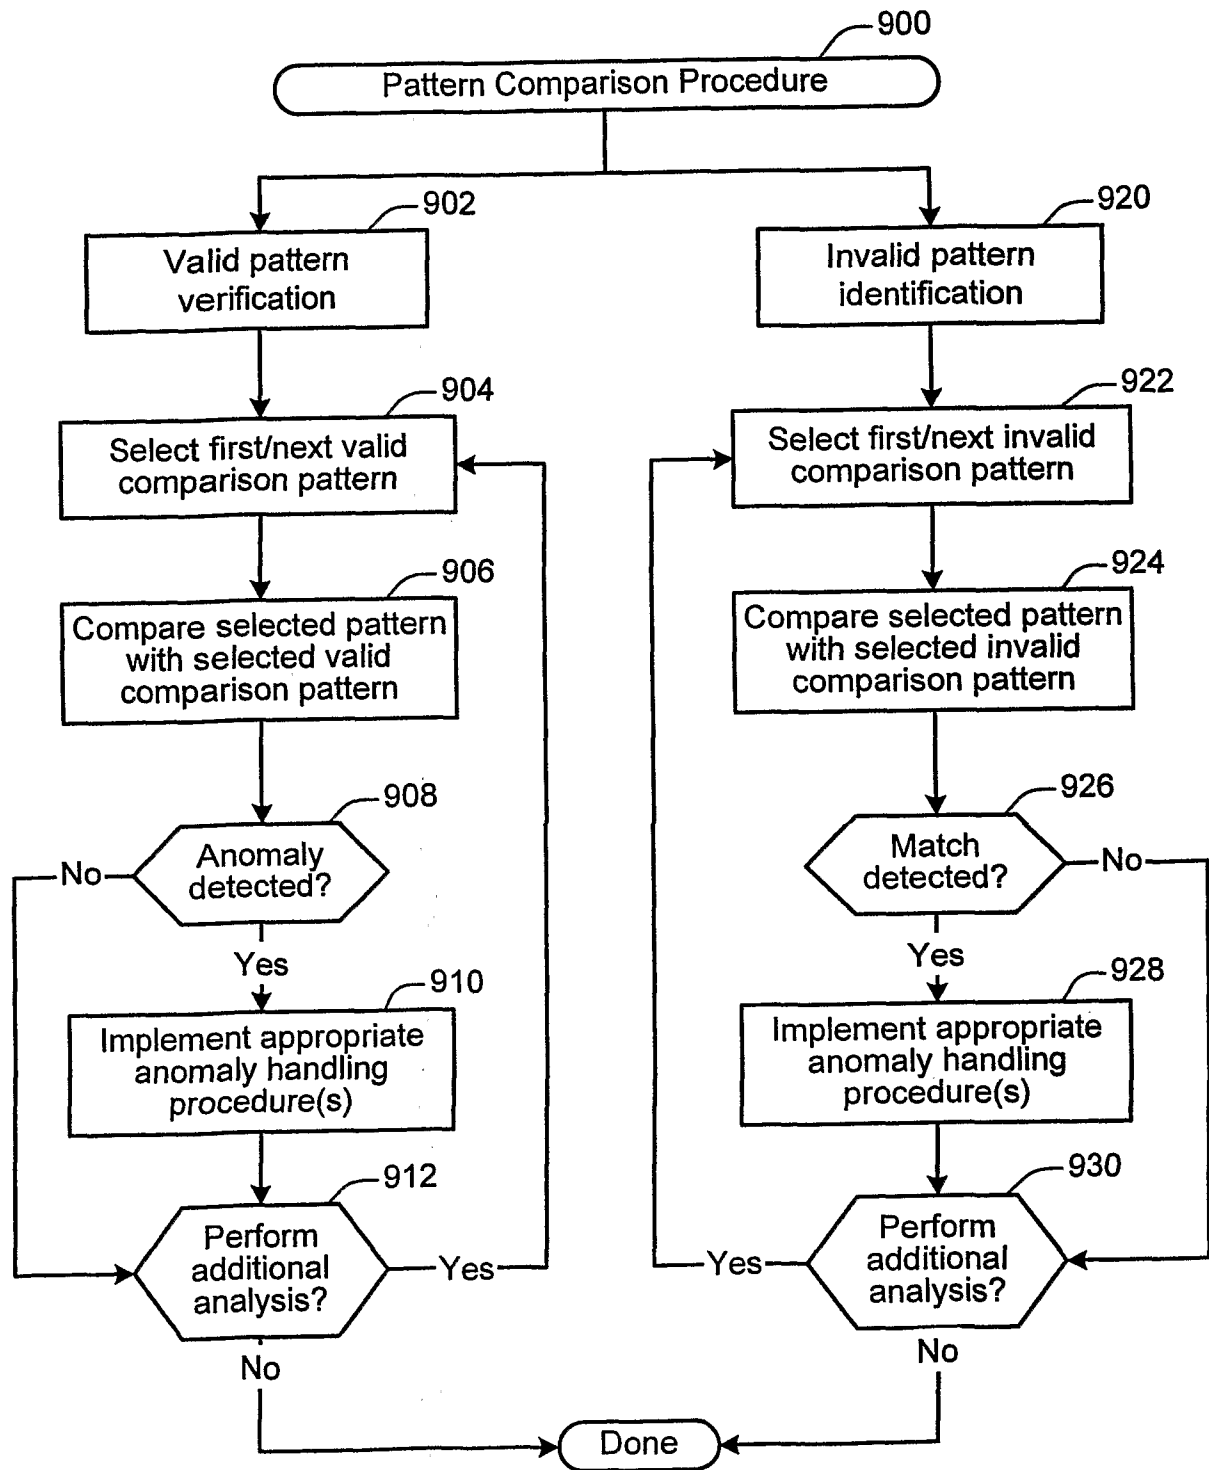 900
Pattern Comparison Procedure
902
Valid pattern
verification
904
Select first/next valid
comparison pattern
906
Compare selected pattern
with selected valid
comparison pattern
908
Anomaly
detected?
No
Yes
910
Implement appropriate
anomaly handling
procedure(s)
912
Perform
additional
analysis?
Yes
No
920
Invalid pattern
identification
922
Select first/next invalid
comparison pattern
924
Compare selected pattern
with selected invalid
comparison pattern
926
Match
detected?
No
Yes
928
Implement appropriate
anomaly handling
procedure(s)
930
Perform
additional
analysis?
Yes
No
Done